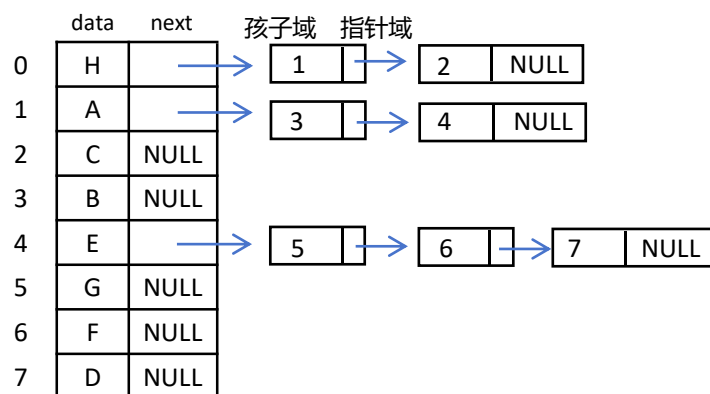 data next 孩子域 指针域
0 H 1 2 NULL
1 A 3 4 NULL
2 C NULL
3 B NULL
4 E 5 6 7 NULL
5 G NULL
6 F NULL
7 D NULL